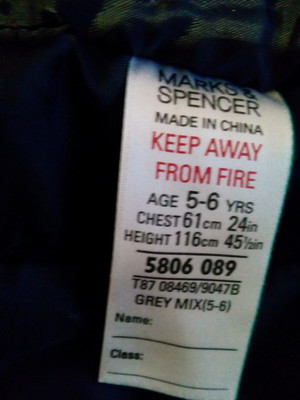 MARKS &
SPENCER
MADE IN CHINA
KEEP AWAY
FROM FIRE
AGE 5-6 YRS
CHEST 61cm 24in
HEIGHT 116cm 45½in
5806 089
T87 08469/9047B
GREY MIX(5-6)
Name:
Class: